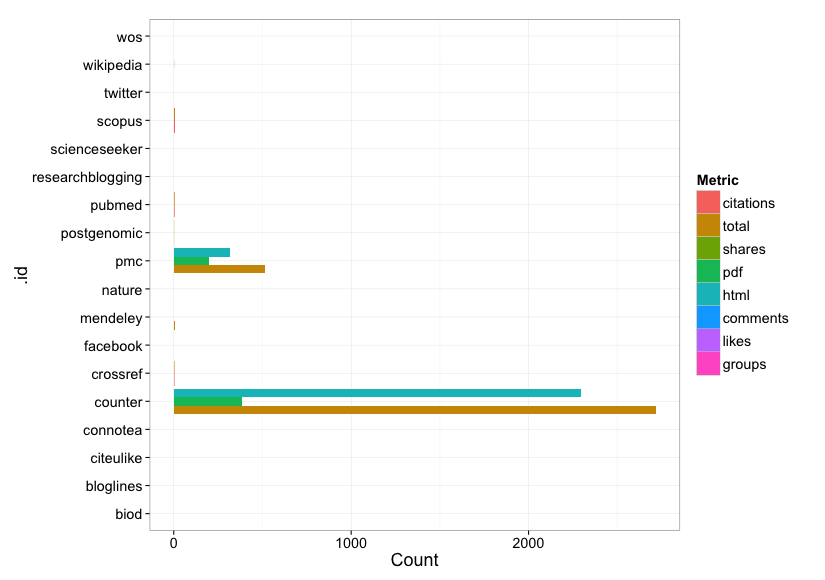 wos
wikipedia
twitter
scopus
scienceseeker
researchblogging
pubmed
postgenomic
pmc
nature
mendeley
facebook
crossref
counter
connotea
citeulike
bloglines
biod
.id
0 1000 2000
Count
Metric
citations
total
shares
pdf
html
comments
likes
groups